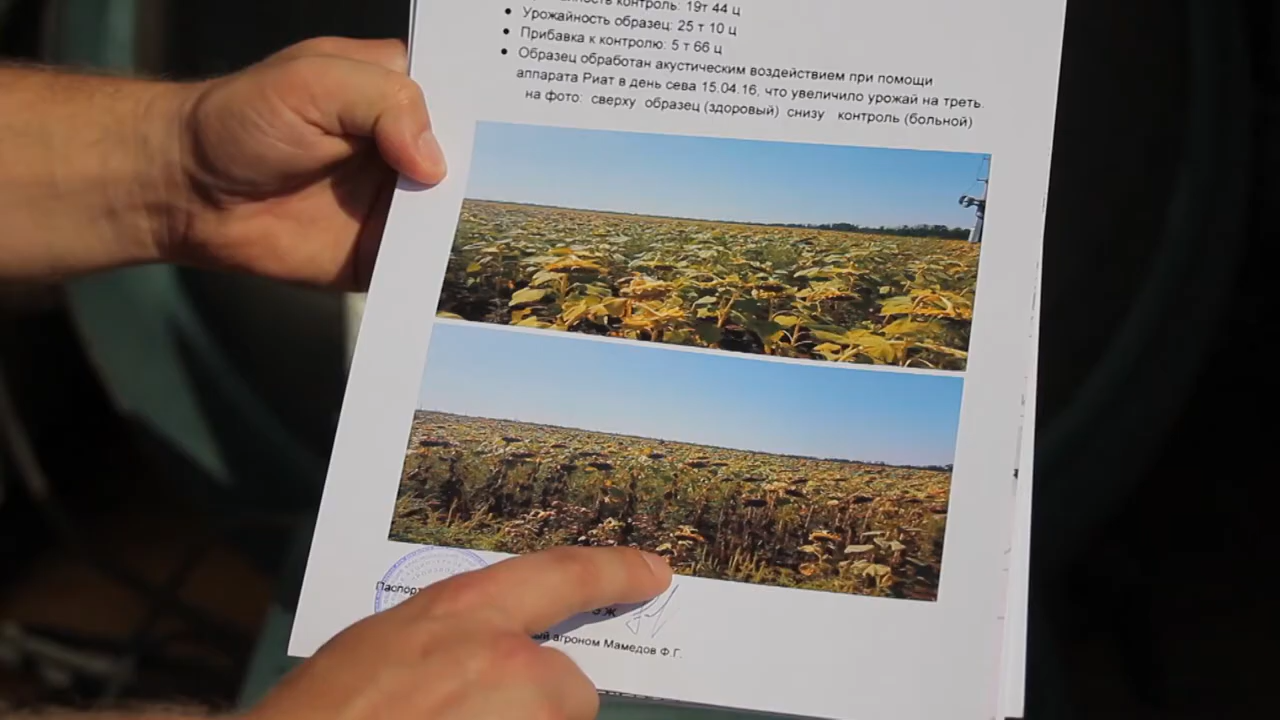 контроль: 19т 44 ц
Урожайность образец: 25 т 10 ц
Прибавка к контролю: 5 т 66 ц
Образец обработан акустическим воздействием при помощи
аппарата Риат в день сева 15.04.16, что увеличило урожай на треть.
на фото: сверху образец (здоровый) снизу контроль (больной)
Паспорт
агроном Мамедов Ф.Г.